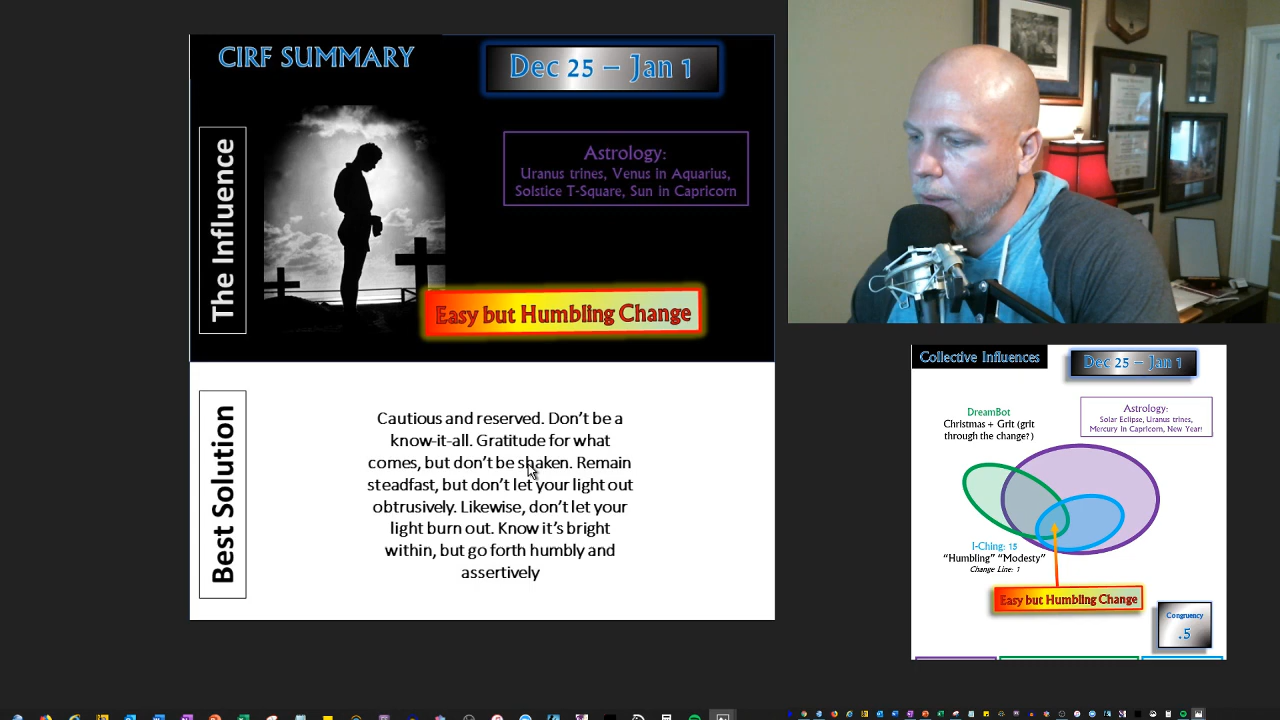 CIRF SUMMARY
Dec 25 – Jan 1
The Influence
Astrology:
Uranus trines, Venus in Aquarius,
Solstice T-Square, Sun in Capricorn
Easy but Humbling Change
Best Solution
Cautious and reserved. Don’t be a
know-it-all. Gratitude for what
comes, but don’t be shaken. Remain
steadfast, but don’t let your light out
obtrusively. Likewise, don’t let your
light burn out. Know it’s bright
within, but go forth humbly and
assertively
Collective Influences
Dec 25 – Jan 1
DreamBot
Christmas + Grit (grit
through the change?)
Astrology:
Solar Eclipse, Uranus trines,
Mercury in Capricorn, New Year!
I-Ching: 15
“Humbling” “Modesty”
Change Line: 1
Easy but Humbling Change
Congruency
.5